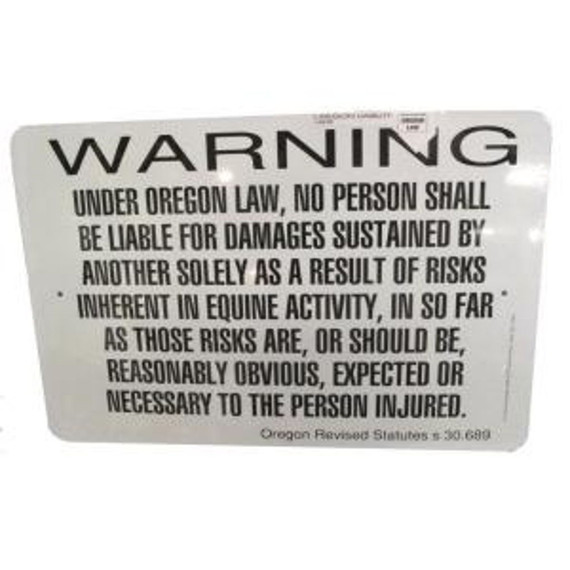 OREGON LIABILITY
WARNING
UNDER OREGON LAW, NO PERSON SHALL
BE LIABLE FOR DAMAGES SUSTAINED BY
ANOTHER SOLELY AS A RESULT OF RISKS
INHERENT IN EQUINE ACTIVITY, IN SO FAR
AS THOSE RISKS ARE, OR SHOULD BE,
REASONABLY OBVIOUS, EXPECTED OR
NECESSARY TO THE PERSON INJURED.
Oregon Revised Statutes s 30.689